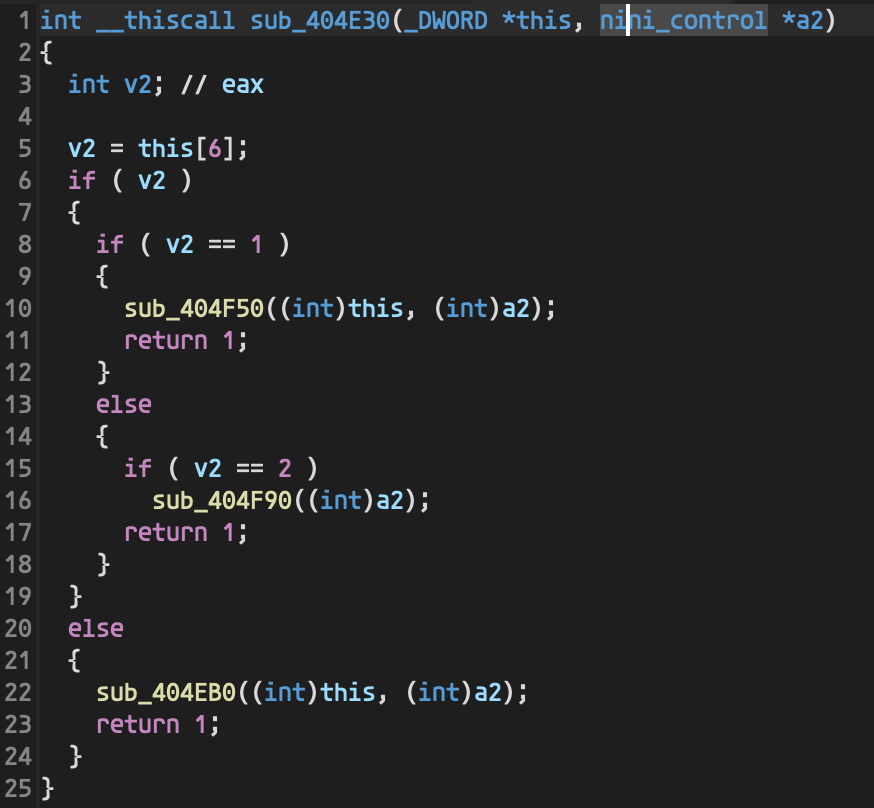 1 int __thiscall sub_404E30(_DWORD *this, nini_control *a2)
2 {
3   int v2; // eax
4
5   v2 = this[6];
6   if ( v2 )
7   {
8     if ( v2 == 1 )
9     {
10       sub_404F50((int)this, (int)a2);
11       return 1;
12     }
13     else
14     {
15       if ( v2 == 2 )
16         sub_404F90((int)a2);
17       return 1;
18     }
19   }
20   else
21   {
22     sub_404EB0((int)this, (int)a2);
23     return 1;
24   }
25 }